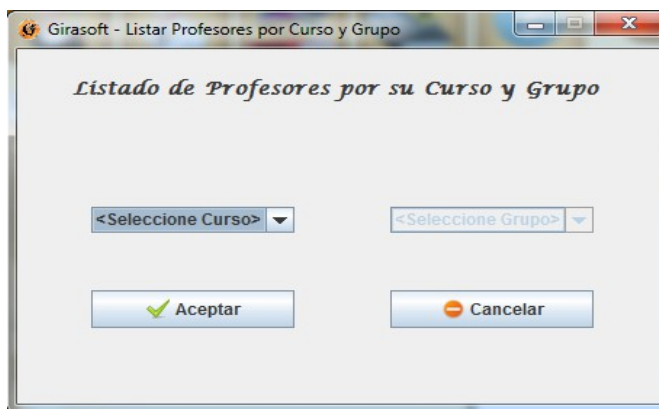 Girasoft - Listar Profesores por Curso y Grupo
Listado de Profesores por su Curso y Grupo
<Seleccione Curso>
<Seleccione Grupo>
Aceptar
Cancelar